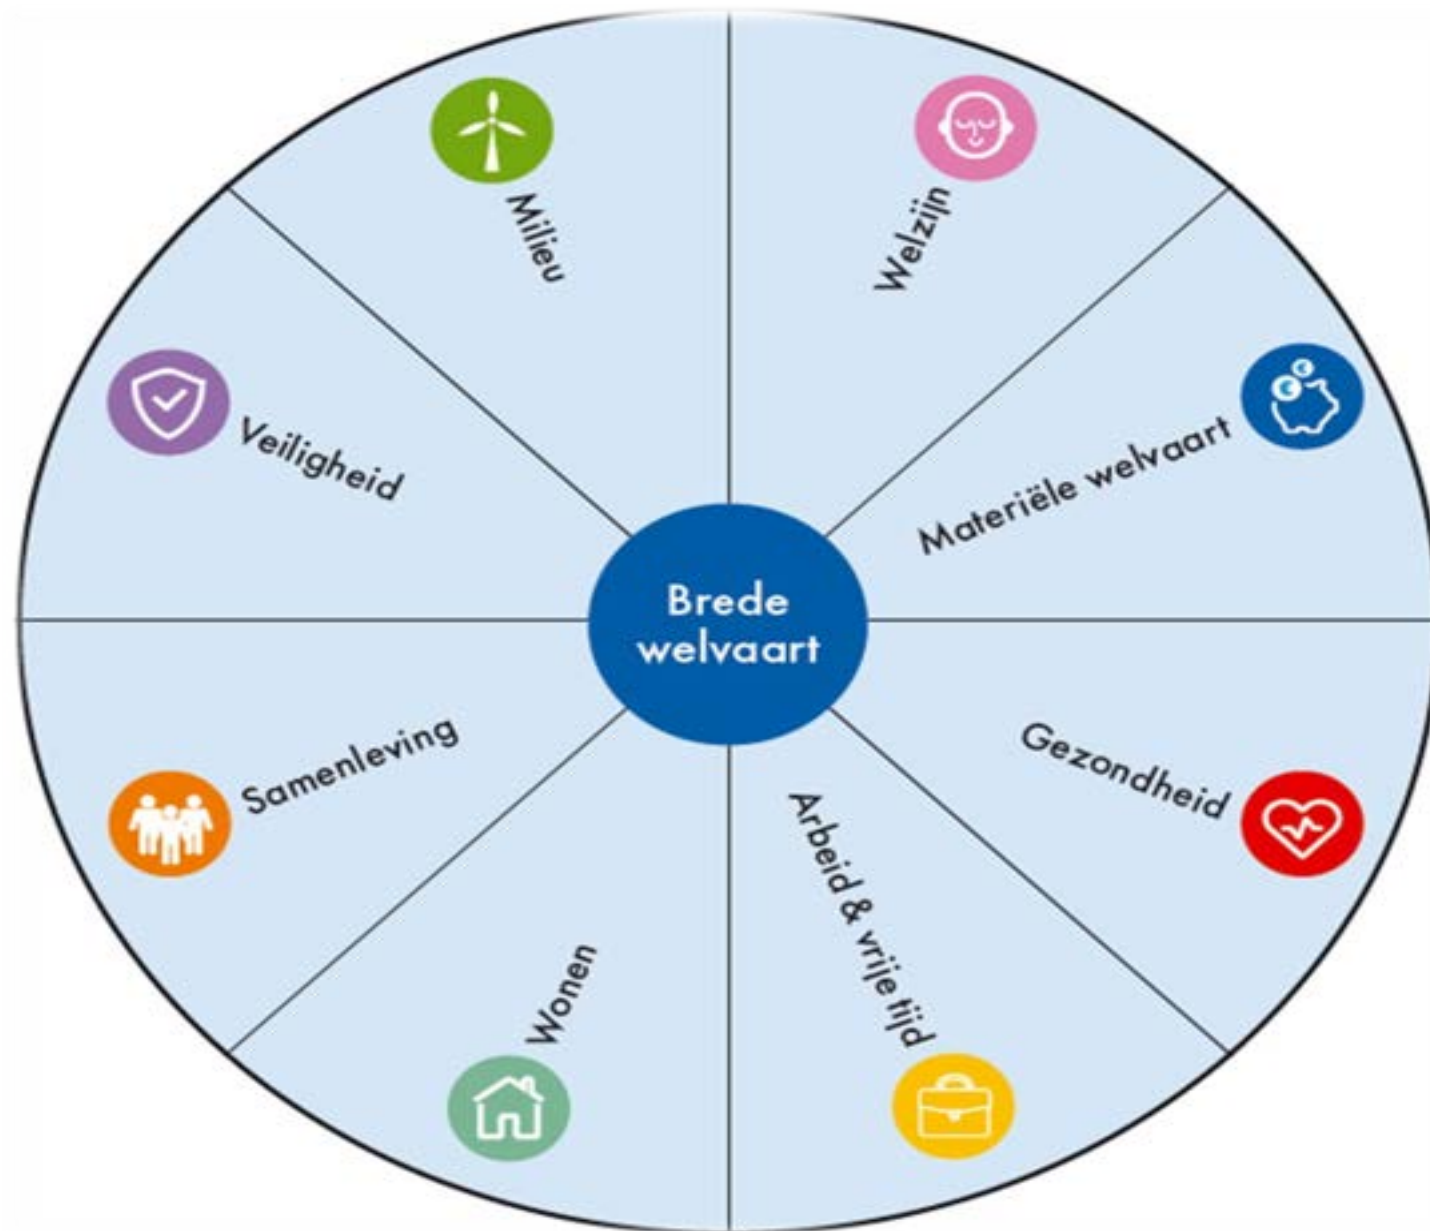 Milieu
Welzijn
Veiligheid
Materiële welvaart
Brede
welvaart
Samenleving
Gezondheid
Wonen
Arbeid & vrije tijd